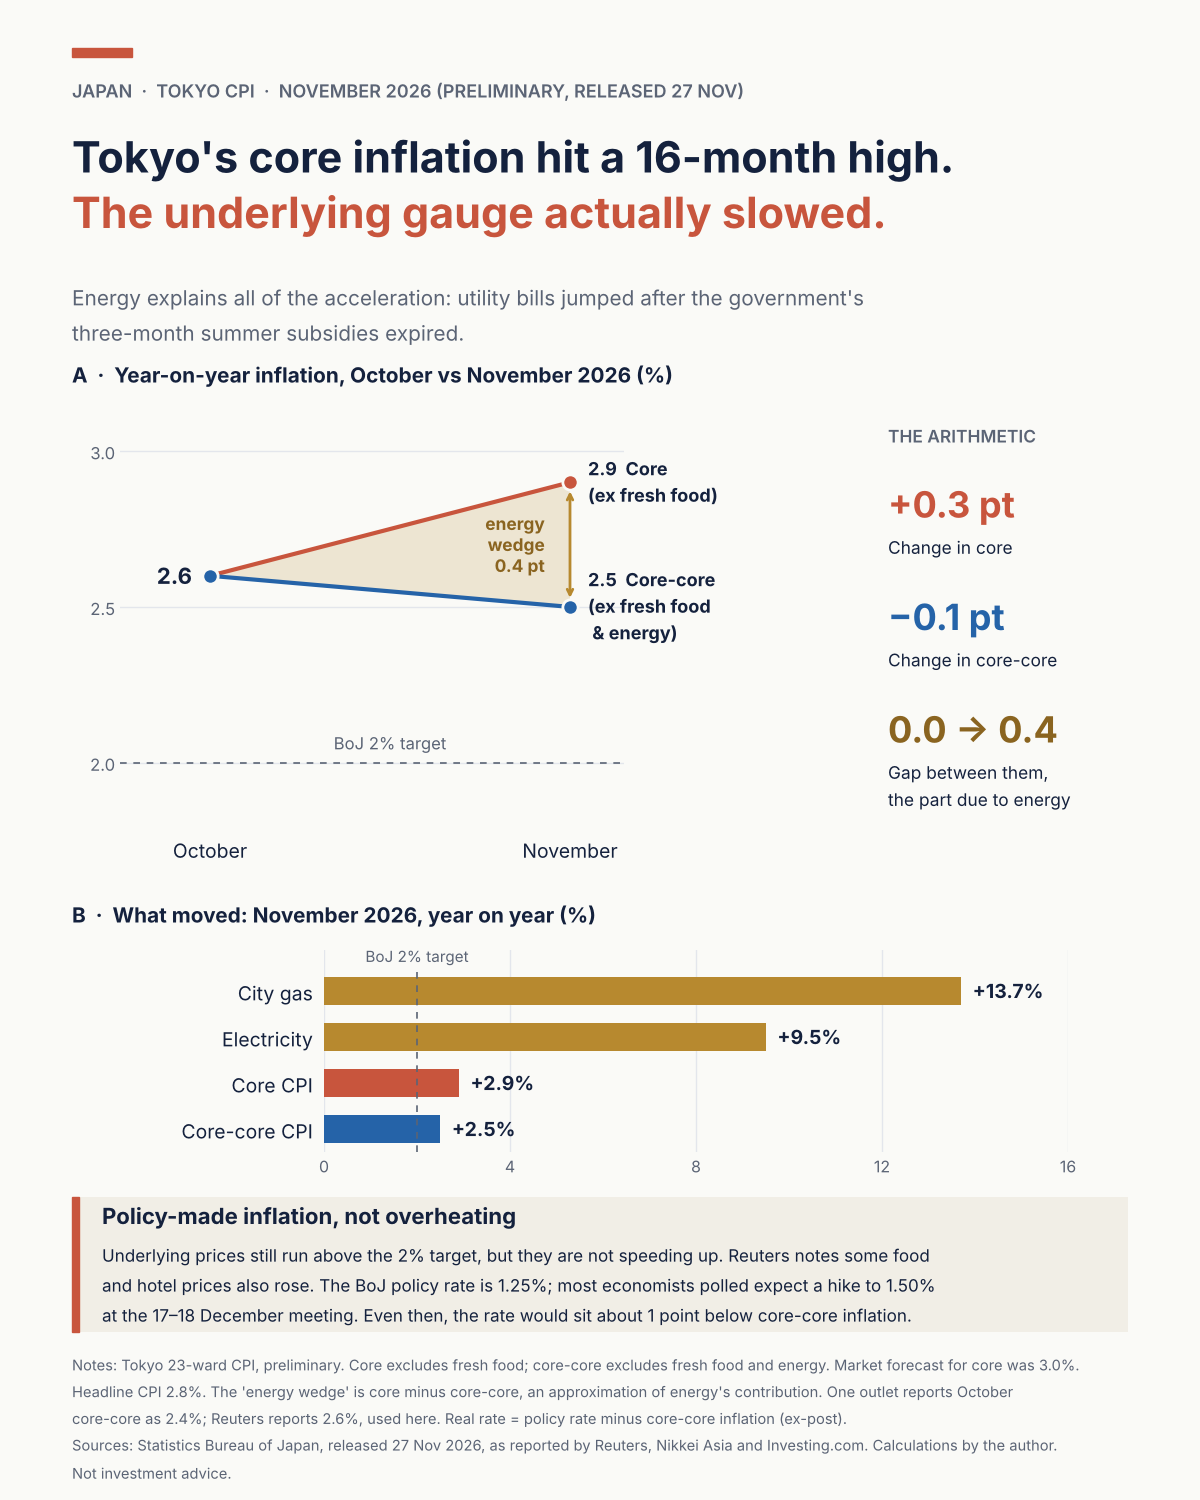 JAPAN · TOKYO CPI · NOVEMBER 2026 (PRELIMINARY, RELEASED 27 NOV)
Tokyo's core inflation hit a 16-month high.
The underlying gauge actually slowed.
Energy explains all of the acceleration: utility bills jumped after the government's
three-month summer subsidies expired.
A · Year-on-year inflation, October vs November 2026 (%)
3.0
2.5
2.0
2.6
2.9 Core
(ex fresh food)
energy
wedge
0.4 pt
2.5 Core-core
(ex fresh food
& energy)
BoJ 2% target
October
November
THE ARITHMETIC
+0.3 pt
Change in core
−0.1 pt
Change in core-core
0.0 → 0.4
Gap between them,
the part due to energy
B · What moved: November 2026, year on year (%)
BoJ 2% target
City gas +13.7%
Electricity +9.5%
Core CPI +2.9%
Core-core CPI +2.5%
0 4 8 12 16
Policy-made inflation, not overheating
Underlying prices still run above the 2% target, but they are not speeding up. Reuters notes some food
and hotel prices also rose. The BoJ policy rate is 1.25%; most economists polled expect a hike to 1.50%
at the 17–18 December meeting. Even then, the rate would sit about 1 point below core-core inflation.
Notes: Tokyo 23-ward CPI, preliminary. Core excludes fresh food; core-core excludes fresh food and energy. Market forecast for core was 3.0%.
Headline CPI 2.8%. The 'energy wedge' is core minus core-core, an approximation of energy's contribution. One outlet reports October
core-core as 2.4%; Reuters reports 2.6%, used here. Real rate = policy rate minus core-core inflation (ex-post).
Sources: Statistics Bureau of Japan, released 27 Nov 2026, as reported by Reuters, Nikkei Asia and Investing.com. Calculations by the author.
Not investment advice.